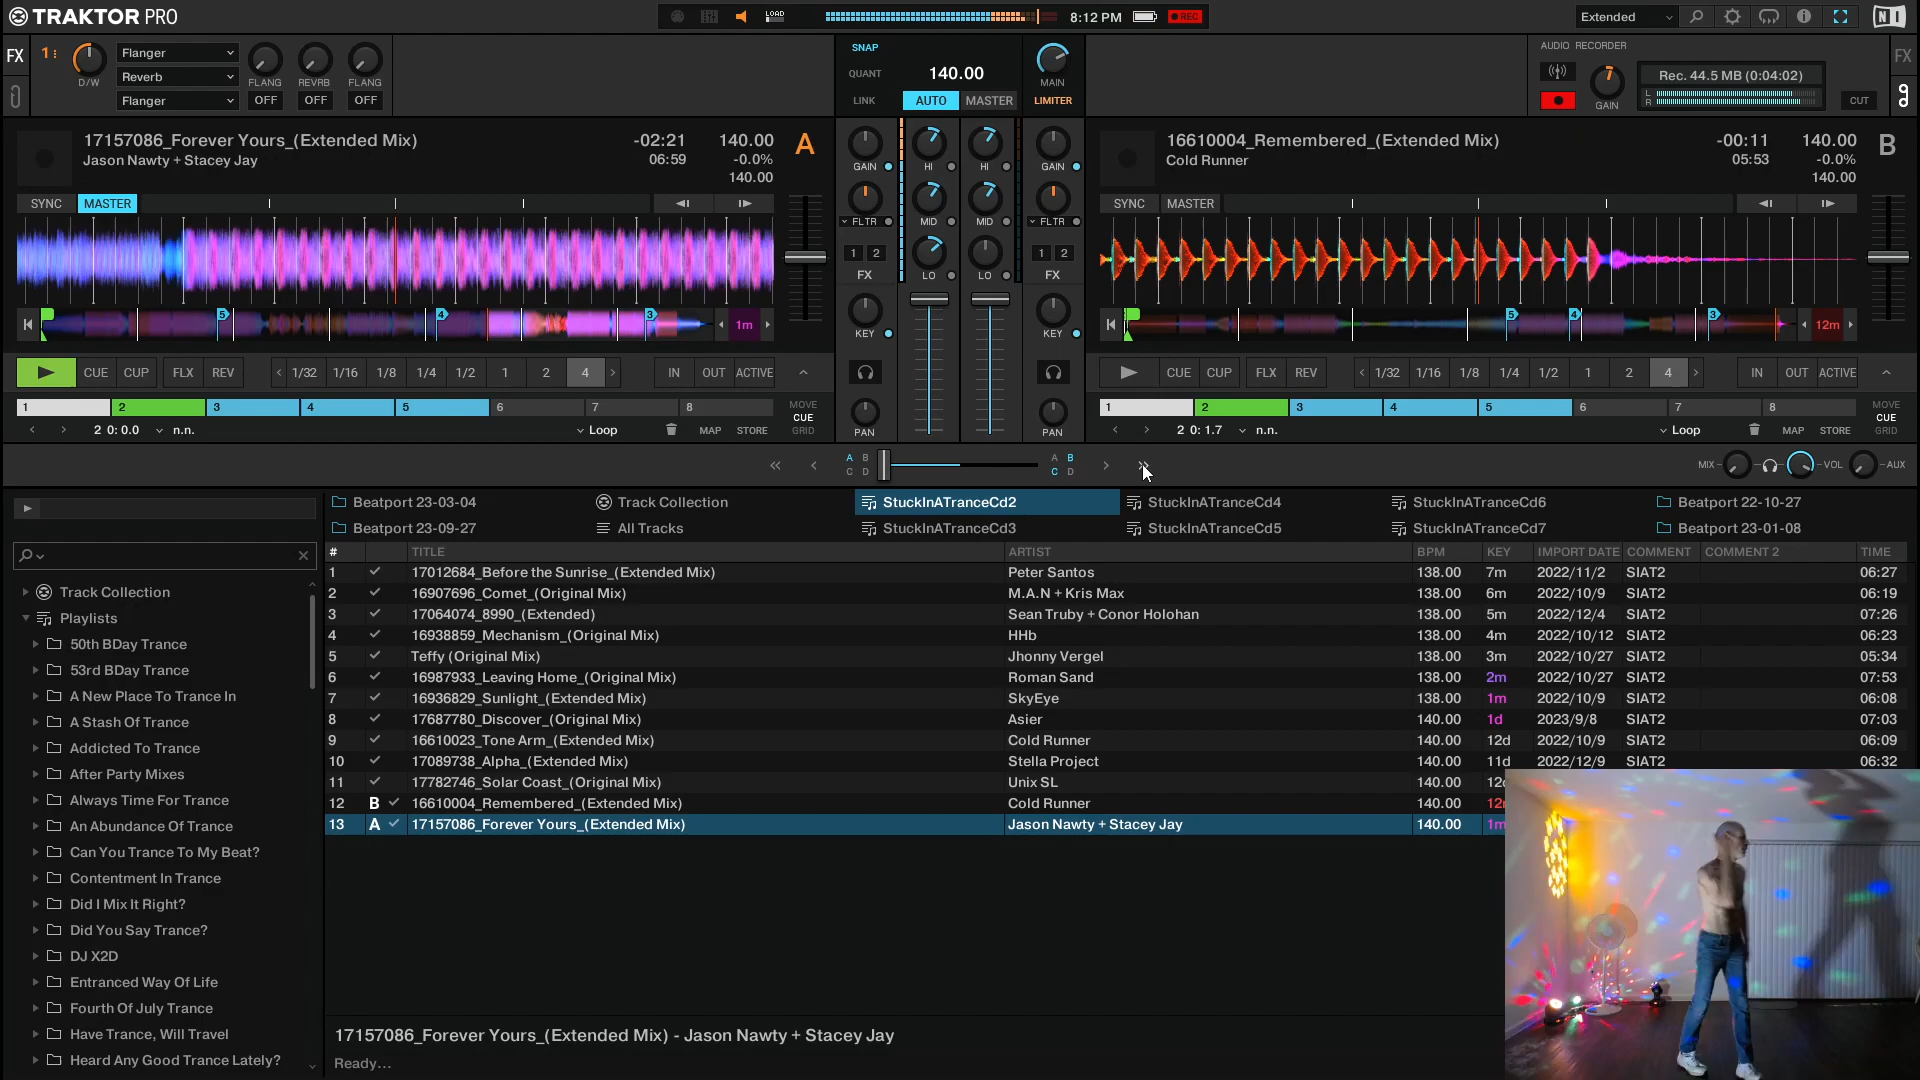 TRAKTOR PRO
LOAD
8:12 PM
REC
Extended
FX
1
D/W
Flanger
Reverb
Flanger
FLANG
REVRB
FLANG
OFF
OFF
OFF
SNAP
QUANT
LINK
140.00
AUTO
MASTER
MAIN
LIMITER
AUDIO RECORDER
GAIN
Rec. 44.5 MB (0:04:02)
L
R
CUT
FX
17157086_Forever Yours_(Extended Mix)
Jason Nawty + Stacey Jay
-02:21
06:59
140.00
-0.0%
140.00
A
SYNC
MASTER
5
4
3
1m
CUE
CUP
FLX
REV
1/32
1/16
1/8
1/4
1/2
1
2
4
IN
OUT
ACTIVE
1
2
3
4
5
6
7
8
MOVE
CUE
GRID
2 0: 0.0
n.n.
Loop
MAP
STORE
GAIN
HI
HI
GAIN
FLTR
MID
MID
FLTR
1 2
FX
LO
LO
1 2
FX
KEY
KEY
PAN
PAN
16610004_Remembered_(Extended Mix)
Cold Runner
-00:11
05:53
140.00
-0.0%
140.00
B
SYNC
MASTER
5
4
3
12m
CUE
CUP
FLX
REV
1/32
1/16
1/8
1/4
1/2
1
2
4
IN
OUT
ACTIVE
1
2
3
4
5
6
7
8
MOVE
CUE
GRID
2 0: 1.7
n.n.
Loop
MAP
STORE
A B
C D
A B
C D
MIX
VOL
AUX
Beatport 23-03-04
Track Collection
StuckInATranceCd2
StuckInATranceCd4
StuckInATranceCd6
Beatport 22-10-27
Beatport 23-09-27
All Tracks
StuckInATranceCd3
StuckInATranceCd5
StuckInATranceCd7
Beatport 23-01-08
Track Collection
Playlists
50th BDay Trance
53rd BDay Trance
A New Place To Trance In
A Stash Of Trance
Addicted To Trance
After Party Mixes
Always Time For Trance
An Abundance Of Trance
Can You Trance To My Beat?
Contentment In Trance
Did I Mix It Right?
Did You Say Trance?
DJ X2D
Entranced Way Of Life
Fourth Of July Trance
Have Trance, Will Travel
Heard Any Good Trance Lately?
# TITLE ARTIST BPM KEY IMPORT DATE COMMENT COMMENT 2 TIME
1 17012684_Before the Sunrise_(Extended Mix) Peter Santos 138.00 7m 2022/11/2 SIAT2 06:27
2 16907696_Comet_(Original Mix) M.A.N + Kris Max 138.00 6m 2022/10/9 SIAT2 06:19
3 17064074_8990_(Extended) Sean Truby + Conor Holohan 138.00 5m 2022/12/4 SIAT2 07:26
4 16938859_Mechanism_(Original Mix) HHb 138.00 4m 2022/10/12 SIAT2 06:23
5 Teffy (Original Mix) Jhonny Vergel 138.00 3m 2022/10/27 SIAT2 05:34
6 16987933_Leaving Home_(Original Mix) Roman Sand 138.00 2m 2022/10/27 SIAT2 07:53
7 16936829_Sunlight_(Extended Mix) SkyEye 138.00 1m 2022/10/9 SIAT2 06:08
8 17687780_Discover_(Original Mix) Asier 140.00 1d 2023/9/8 SIAT2 07:03
9 16610023_Tone Arm_(Extended Mix) Cold Runner 140.00 12d 2022/10/9 SIAT2 06:09
10 17089738_Alpha_(Extended Mix) Stella Project 140.00 11d 2022/12/9 SIAT2 06:32
11 17782746_Solar Coast_(Original Mix) Unix SL 140.00
12 B 16610004_Remembered_(Extended Mix) Cold Runner 140.00
13 A 17157086_Forever Yours_(Extended Mix) Jason Nawty + Stacey Jay 140.00
17157086_Forever Yours_(Extended Mix) - Jason Nawty + Stacey Jay
Ready...